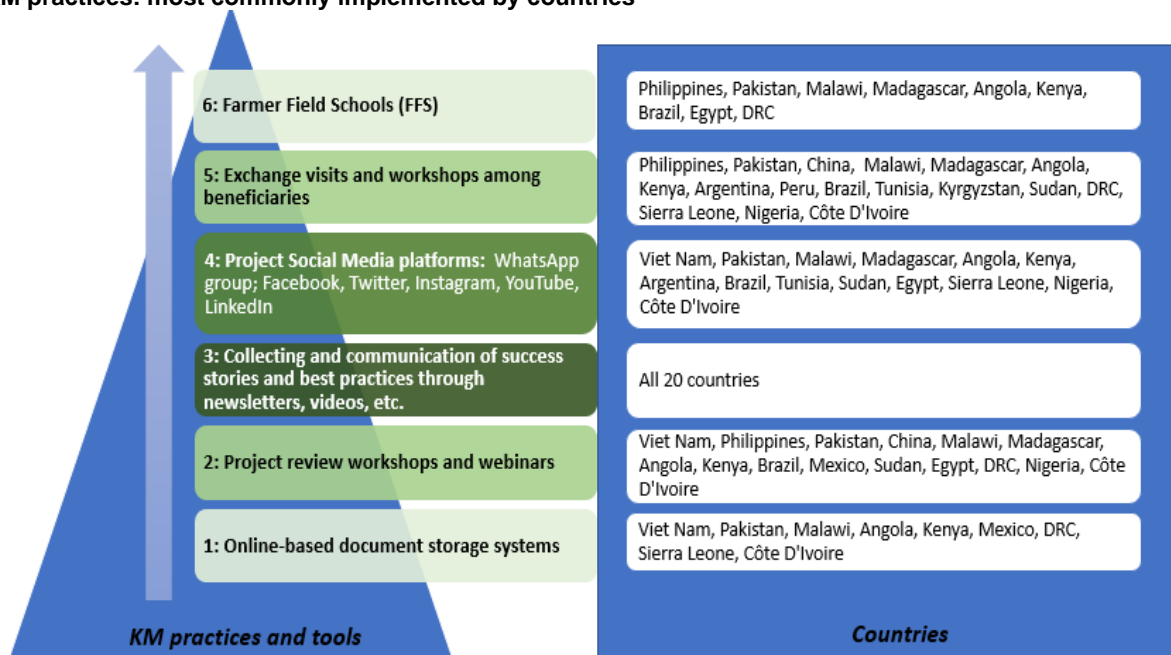 M practices: most commonly implemented by countries
6: Farmer Field Schools (FFS)
Philippines, Pakistan, Malawi, Madagascar, Angola, Kenya,
Brazil, Egypt, DRC
5: Exchange visits and workshops among
beneficiaries
Philippines, Pakistan, China, Malawi, Madagascar, Angola,
Kenya, Argentina, Peru, Brazil, Tunisia, Kyrgyzstan, Sudan, DRC,
Sierra Leone, Nigeria, Côte D'Ivoire
4: Project Social Media platforms: WhatsApp
group; Facebook, Twitter, Instagram, YouTube,
LinkedIn
Viet Nam, Pakistan, Malawi, Madagascar, Angola, Kenya,
Argentina, Brazil, Tunisia, Sudan, Egypt, Sierra Leone, Nigeria,
Côte D'Ivoire
3: Collecting and communication of success
stories and best practices through
newsletters, videos, etc.
All 20 countries
2: Project review workshops and webinars
Viet Nam, Philippines, Pakistan, China, Malawi, Madagascar,
Angola, Kenya, Brazil, Mexico, Sudan, Egypt, DRC, Nigeria, Côte
D'Ivoire
1: Online-based document storage systems
Viet Nam, Pakistan, Malawi, Angola, Kenya, Mexico, DRC,
Sierra Leone, Côte D'Ivoire
KM practices and tools
Countries